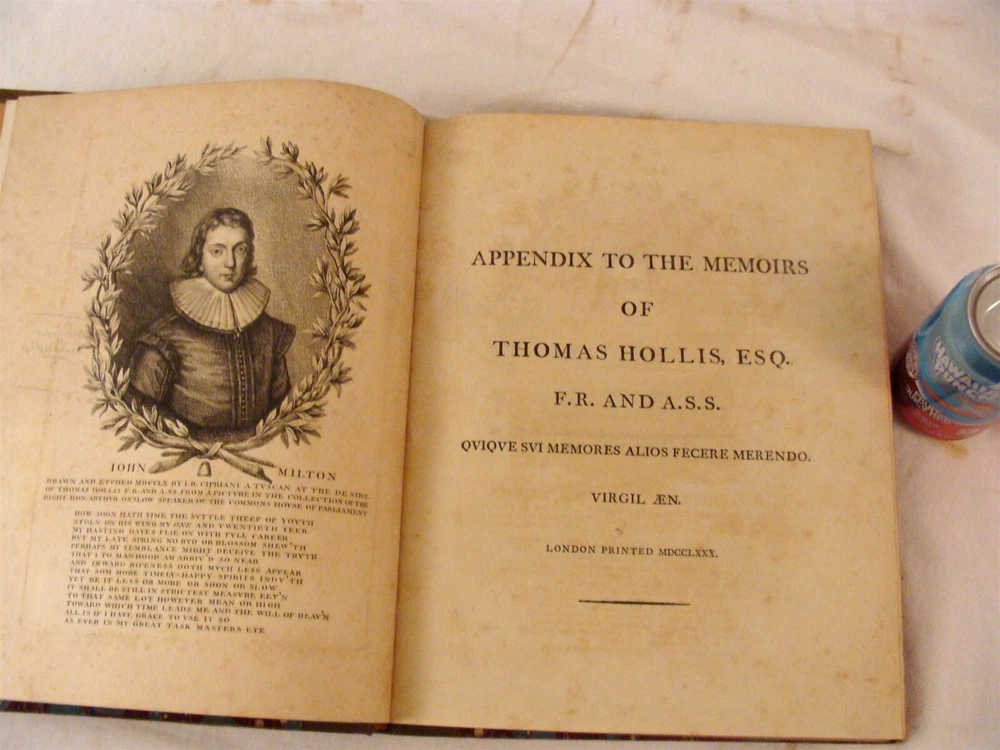 IOHN MILTON
DRAWN AND ETCHED MDCCLX BY I.B. CIPRIANI A TVSCAN AT THE DE SIRE
OF THOMAS HOLLIS F.R. AND A.S.S. FROM A PICTVRE IN THE COLLECTION OF THE
RIGHT HON. ARTHVR ONSLOW SPEAKER OF THE COMMONS HOVSE OF PARLIAMENT
HOW SOON HATH TIME THE SVTTLE THEEF OF YOVTH
STOLN ON HIS WING MY ONE AND TWENTIETH YEER
MY HASTING DAYES FLIE ON WITH FVLL CAREER
BVT MY LATE SPRING NO BVD OR BLOSSOM SHEW'TH
PERHAPS MY SEMBLANCE MIGHT DECEIVE THE TRVTH
THAT I TO MANHOOD AM ARRIV'D SO NEAR
AND INWARD RIPENESS DOTH MVCH LESS APPEAR
THAT SOM MORE TIMELY-HAPPY SPIRITS INDV'TH
YET BE IT LESS OR MORE OR SOON OR SLOW
IT SHALL BE STILL IN STRICTEST MEASVRE EEV'N
TO THAT SAME LOT HOWEVER MEAN OR HIGH
TOWARD WHICH TIME LEADS ME AND THE WILL OF HEAV'N
ALL IS IF I HAVE GRACE TO VSE IT SO
AS EVER IN MY GREAT TASK MASTERS EYE
APPENDIX TO THE MEMOIRS
OF
THOMAS HOLLIS, ESQ.
F.R. AND A.S.S.
QVIQVE SVI MEMORES ALIOS FECERE MERENDO.
VIRGIL ÆN.
LONDON PRINTED MDCCLXXX.
HAWAIIAN
PUNCH